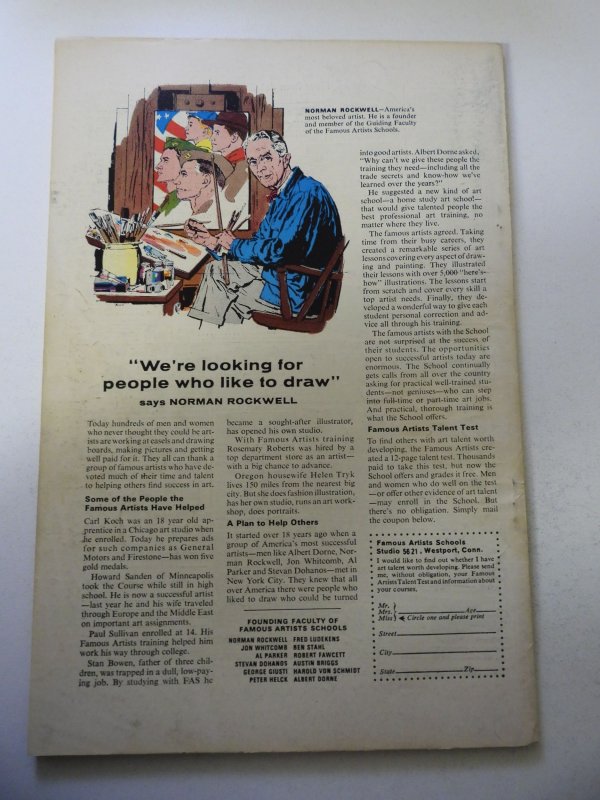 NORMAN ROCKWELL—America's
most beloved artist. He is a founder
and member of the Guiding Faculty
of the Famous Artists Schools.
"We're looking for
people who like to draw"
says NORMAN ROCKWELL
Today hundreds of men and women
who never thought they could be art-
ists are working at easels and drawing
boards, making pictures and getting
well paid for it. They all can thank a
group of famous artists who have de-
voted much of their time and talent
to helping others find success in art.
Some of the People the
Famous Artists Have Helped
Carl Koch was an 18 year old ap-
prentice in a Chicago art studio when
he enrolled. Today he prepares ads
for such companies as General
Motors and Firestone—has won five
gold medals.
Howard Sanden of Minneapolis
took the Course while still in high
school. He is now a successful artist
—last year he and his wife traveled
through Europe and the Middle East
on important art assignments.
Paul Sullivan enrolled at 14. His
Famous Artists training helped him
work his way through college.
Stan Bowen, father of three chil-
dren, was trapped in a dull, low-pay-
ing job. By studying with FAS he
became a sought-after illustrator,
has opened his own studio.
With Famous Artists training
Rosemary Roberts was hired by a
top department store as an artist—
with a big chance to advance.
Oregon housewife Helen Tryk
lives 150 miles from the nearest big
city. But she does fashion illustration,
has her own studio, runs an art work-
shop, does portraits.
A Plan to Help Others
It started over 18 years ago when a
group of America's most successful
artists—men like Albert Dorne, Nor-
man Rockwell, Jon Whitcomb, Al
Parker and Stevan Dohanos—met in
New York City. They knew that all
over America there were people who
liked to draw who could be turned
FOUNDING FACULTY OF
FAMOUS ARTISTS SCHOOLS
NORMAN ROCKWELL FRED LUDEKENS
JON WHITCOMB BEN STAHL
AL PARKER ROBERT FAWCETT
STEVAN DOHANOS AUSTIN BRIGGS
GEORGE GIUSTI HAROLD VON SCHMIDT
PETER HELCK ALBERT DORNE
into good artists. Albert Dorne asked,
"Why can't we give these people the
training they need—including all the
trade secrets and know-how we've
learned over the years?"
He suggested a new kind of art
school—a home study art school—
that would give talented people the
best professional art training, no
matter where they live.
The famous artists agreed. Taking
time from their busy careers, they
created a remarkable series of art
lessons covering every aspect of draw-
ing and painting. They illustrated
their lessons with over 5,000 "here's-
how" illustrations. The lessons start
from scratch and cover every skill a
top artist needs. Finally, they de-
veloped a wonderful way to give each
student personal correction and ad-
vice all through his training.
The famous artists with the School
are not surprised at the success of
their students. The opportunities
open to successful artists today are
enormous. The School continually
gets calls from all over the country
asking for practical well-trained stu-
dents—not geniuses—who can step
into full-time or part-time art jobs.
And practical, thorough training is
what the School offers.
Famous Artists Talent Test
To find others with art talent worth
developing, the Famous Artists cre-
ated a 12-page talent test. Thousands
paid to take this test, but now the
School offers and grades it free. Men
and women who do well on the test
—or offer other evidence of art talent
—may enroll in the School. But
there's no obligation. Simply mail
the coupon below.
Famous Artists Schools
Studio 5621, Westport, Conn.
I would like to find out whether I have
art talent worth developing. Please send
me, without obligation, your Famous
Artists Talent Test and information about
your courses.
Mr.
Mrs. Age
Miss Circle one and please print
Street
City
State Zip